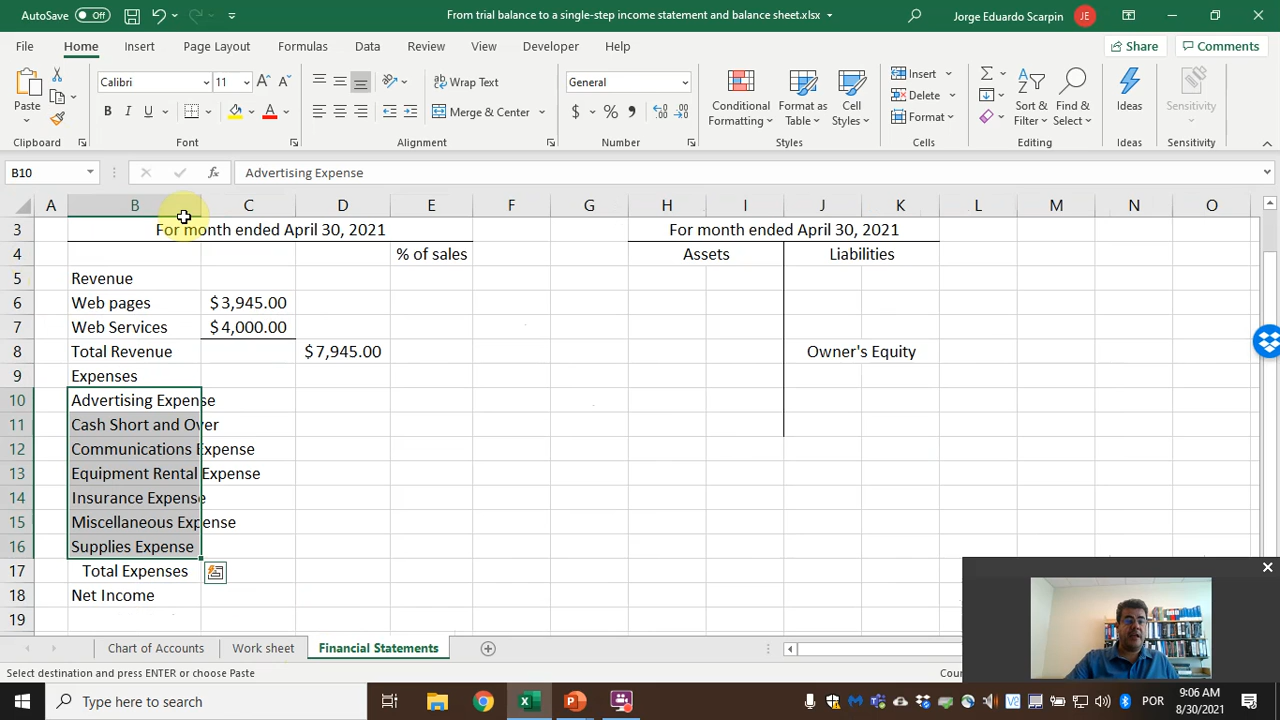 AutoSave Off From trial balance to a single-step income statement and balance sheet.xlsx Jorge Eduardo Scarpin JE
File Home Insert Page Layout Formulas Data Review View Developer Help Share Comments
Paste Calibri 11 Wrap Text General Conditional Formatting Format as Table Cell Styles Insert Sort & Filter Find & Select Ideas Sensitivity
B I U Merge & Center $ % Delete Format
Clipboard Font Alignment Number Styles Cells Editing Ideas Sensitivity
B10 fx Advertising Expense
A B C D E F G H I J K L M N O
3 For month ended April 30, 2021 For month ended April 30, 2021
4 % of sales Assets Liabilities
5 Revenue
6 Web pages $ 3,945.00
7 Web Services $ 4,000.00
8 Total Revenue $ 7,945.00 Owner's Equity
9 Expenses
10 Advertising Expense
11 Cash Short and Over
12 Communications Expense
13 Equipment Rental Expense
14 Insurance Expense
15 Miscellaneous Expense
16 Supplies Expense
17 Total Expenses
18 Net Income
19
Chart of Accounts Work sheet Financial Statements
Select destination and press ENTER or choose Paste
Type here to search POR 9:06 AM
8/30/2021